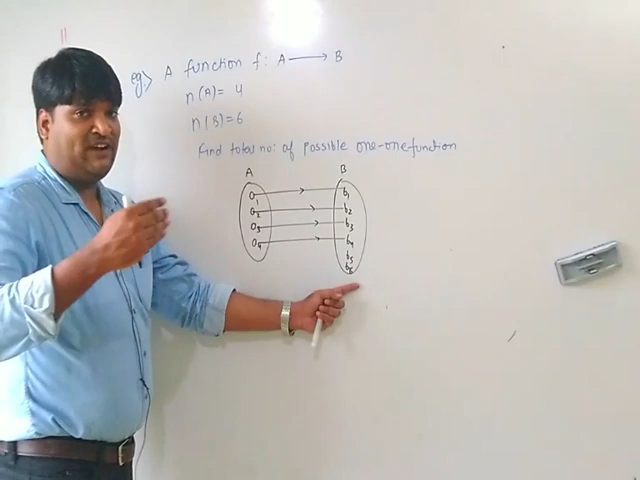 11
eg> A function f: A → B
n(A) = 4
n(B) = 6
Find total no: of possible one-one function
A B
a1 b1
a2 b2
a3 b3
a4 b4
b5
b6